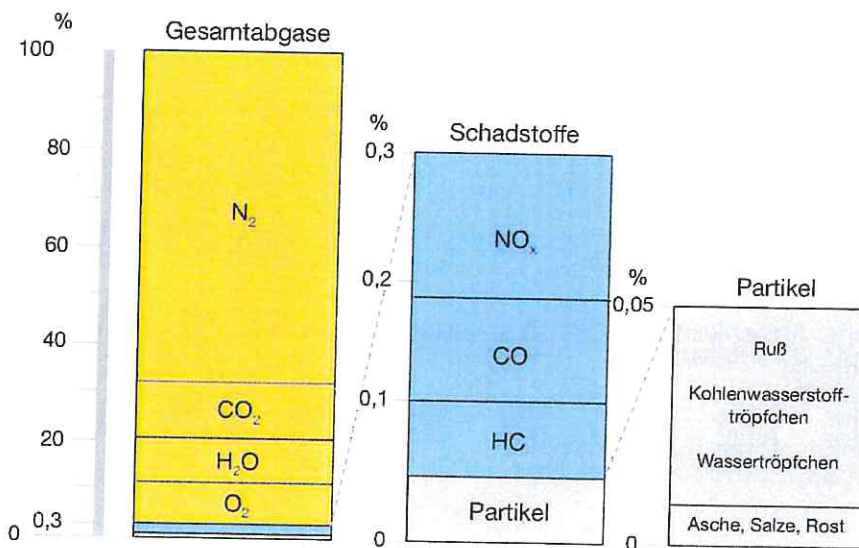 Gesamtabgase
%
100
80
60
40
20
0,3
0
N₂
CO₂
H₂O
O₂
Schadstoffe
%
0,3
0,2
0,1
0
NOₓ
CO
HC
Partikel
Partikel
%
0,05
0
Ruß
Kohlenwasserstoff-
tröpfchen
Wassertröpfchen
Asche, Salze, Rost